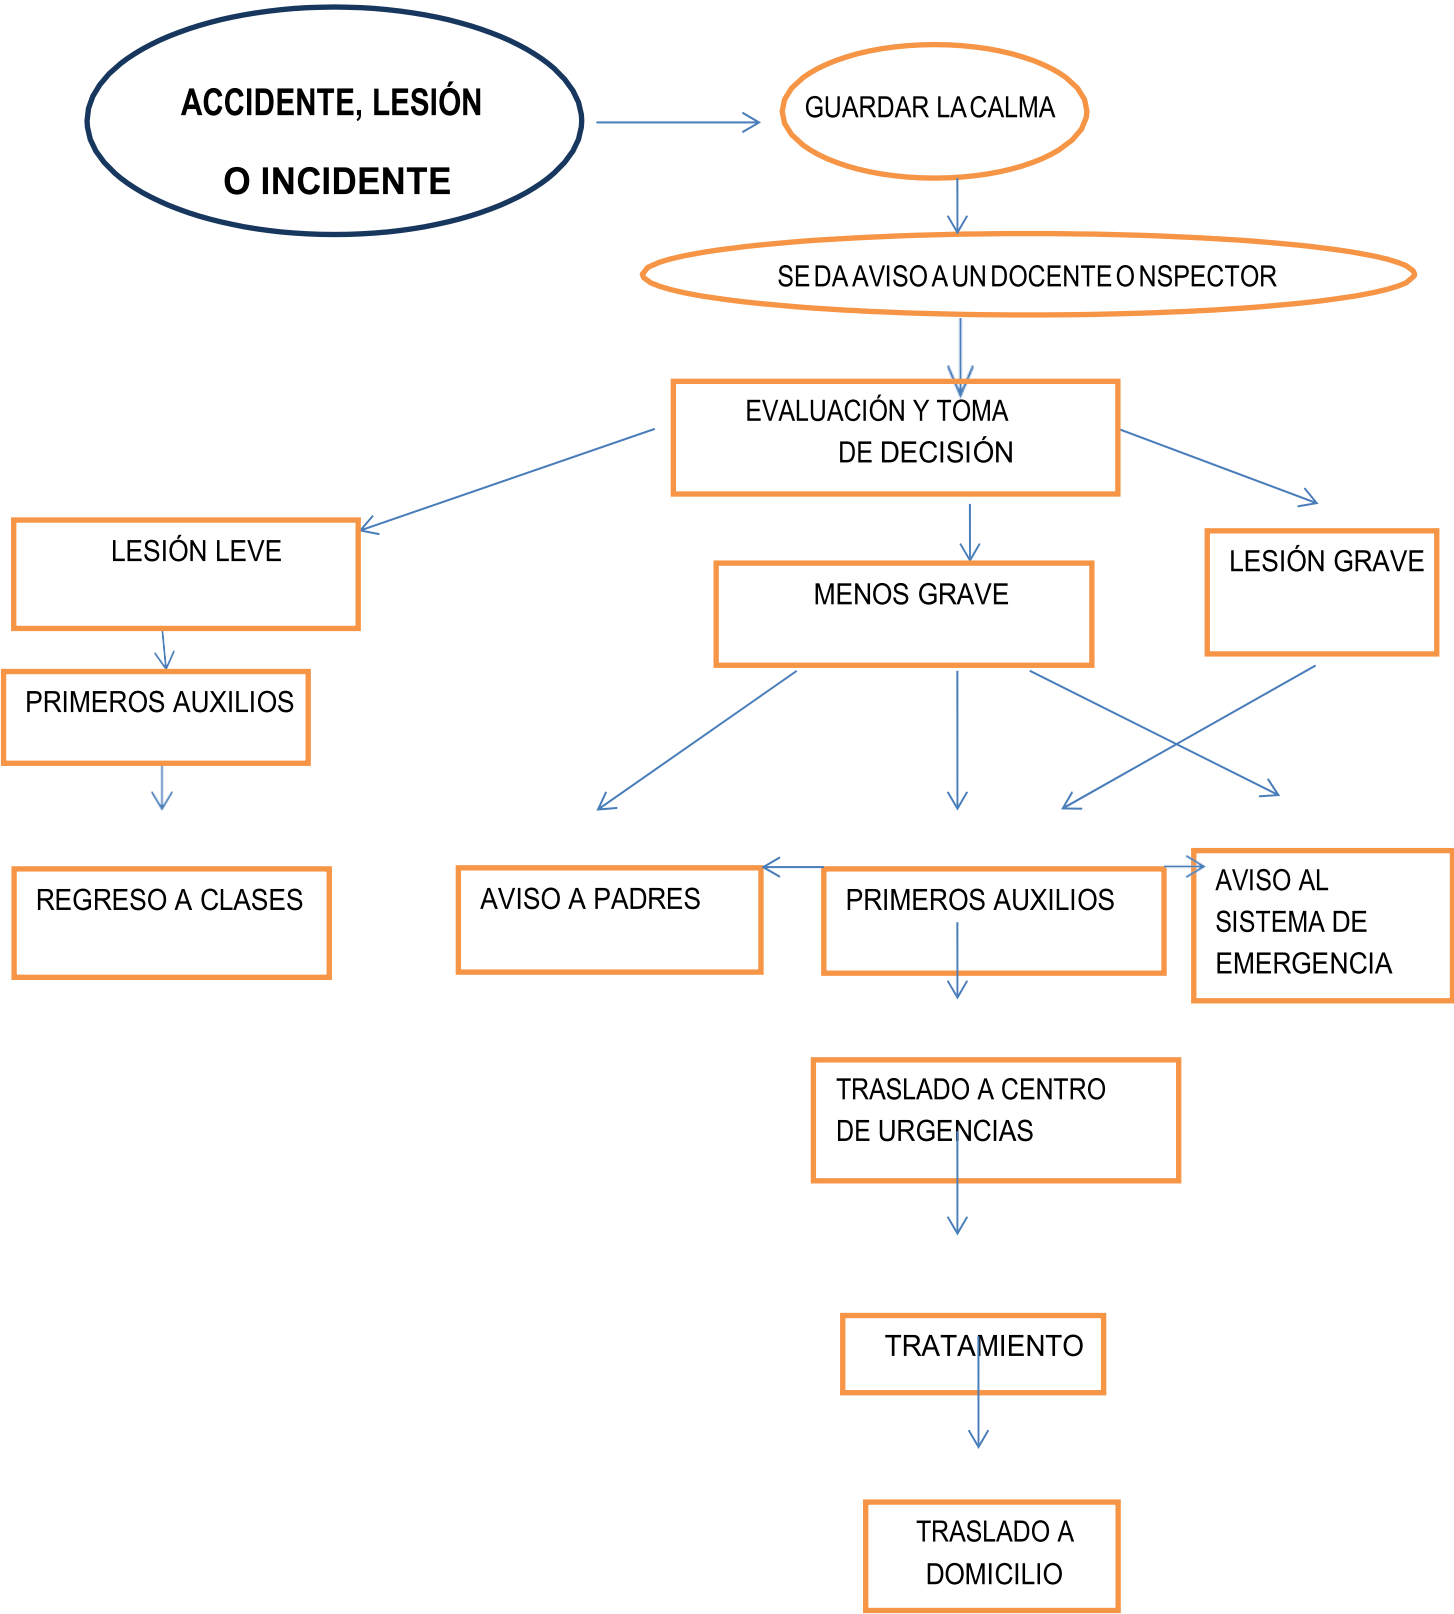 ACCIDENTE, LESIÓN
O INCIDENTE
GUARDAR LA CALMA
SE DA AVISO A UN DOCENTE O NSPECTOR
EVALUACIÓN Y TOMA
DE DECISIÓN
LESIÓN LEVE
MENOS GRAVE
LESIÓN GRAVE
PRIMEROS AUXILIOS
REGRESO A CLASES
AVISO A PADRES
PRIMEROS AUXILIOS
AVISO AL
SISTEMA DE
EMERGENCIA
TRASLADO A CENTRO
DE URGENCIAS
TRATAMIENTO
TRASLADO A
DOMICILIO